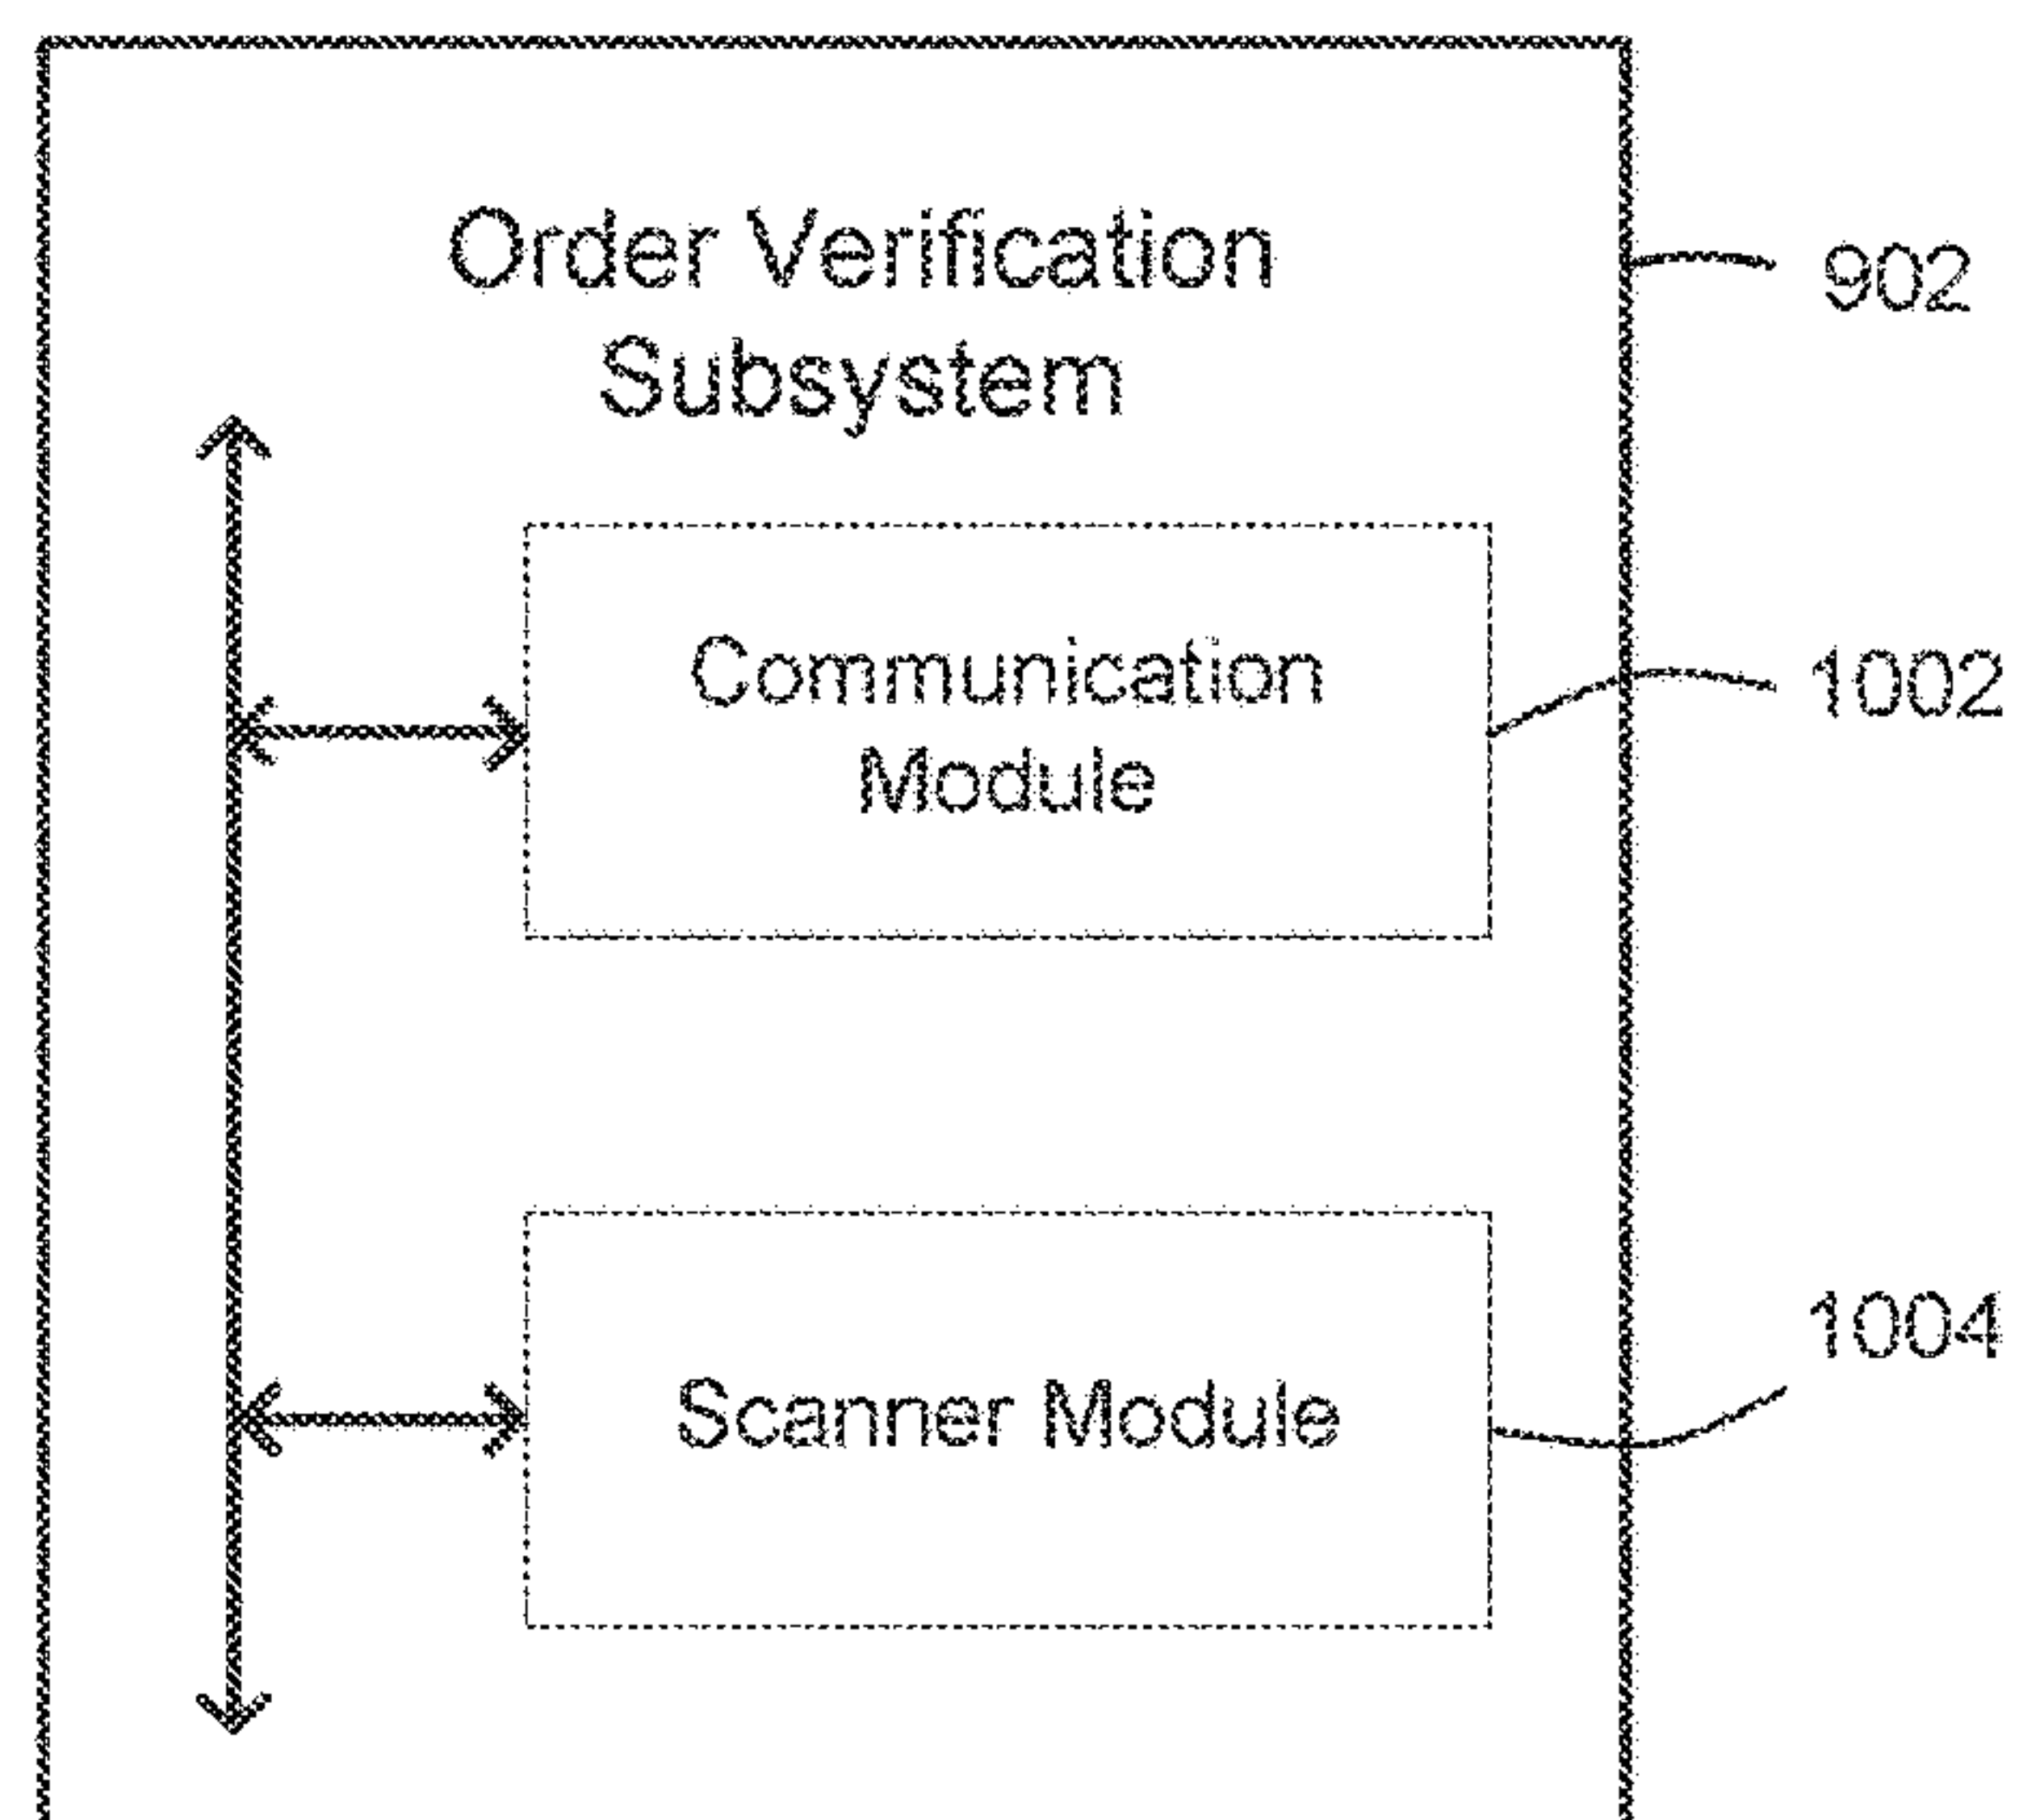 Order Verification
Subsystem
902
Communication
Module
1002
Scanner Module
1004